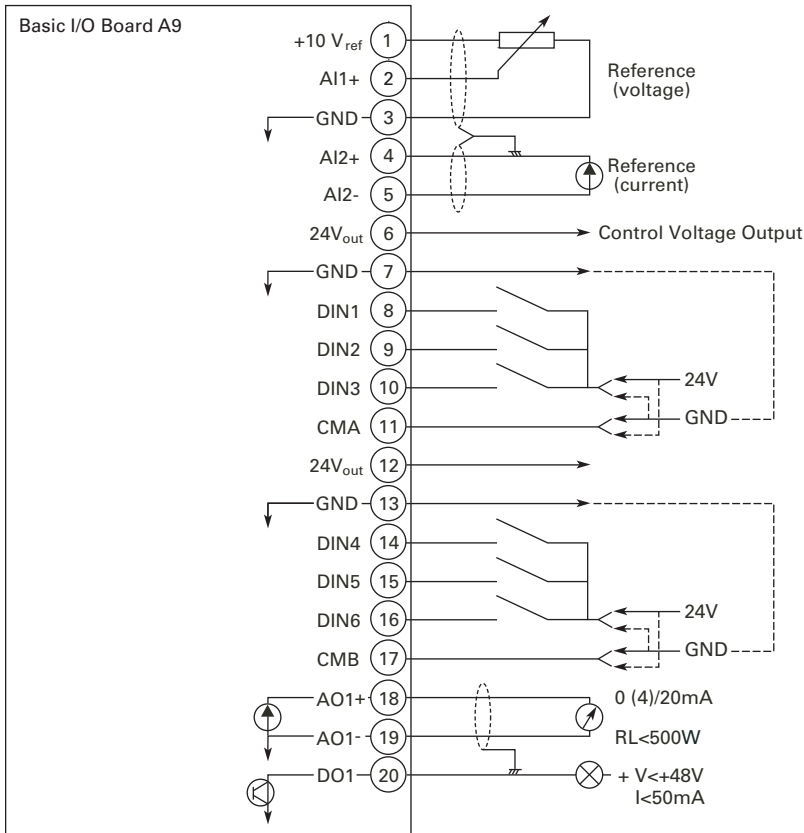 Basic I/O Board A9
+10 Vref 1
AI1+ 2
Reference
(voltage)
GND 3
AI2+ 4
Reference
(current)
AI2- 5
24Vout 6 Control Voltage Output
GND 7
DIN1 8
DIN2 9
DIN3 10 24V
CMA 11 GND
24Vout 12
GND 13
DIN4 14
DIN5 15
DIN6 16 24V
CMB 17 GND
AO1+ 18 0 (4)/20mA
AO1- 19 RL<500W
DO1 20 + V<+48V
I<50mA